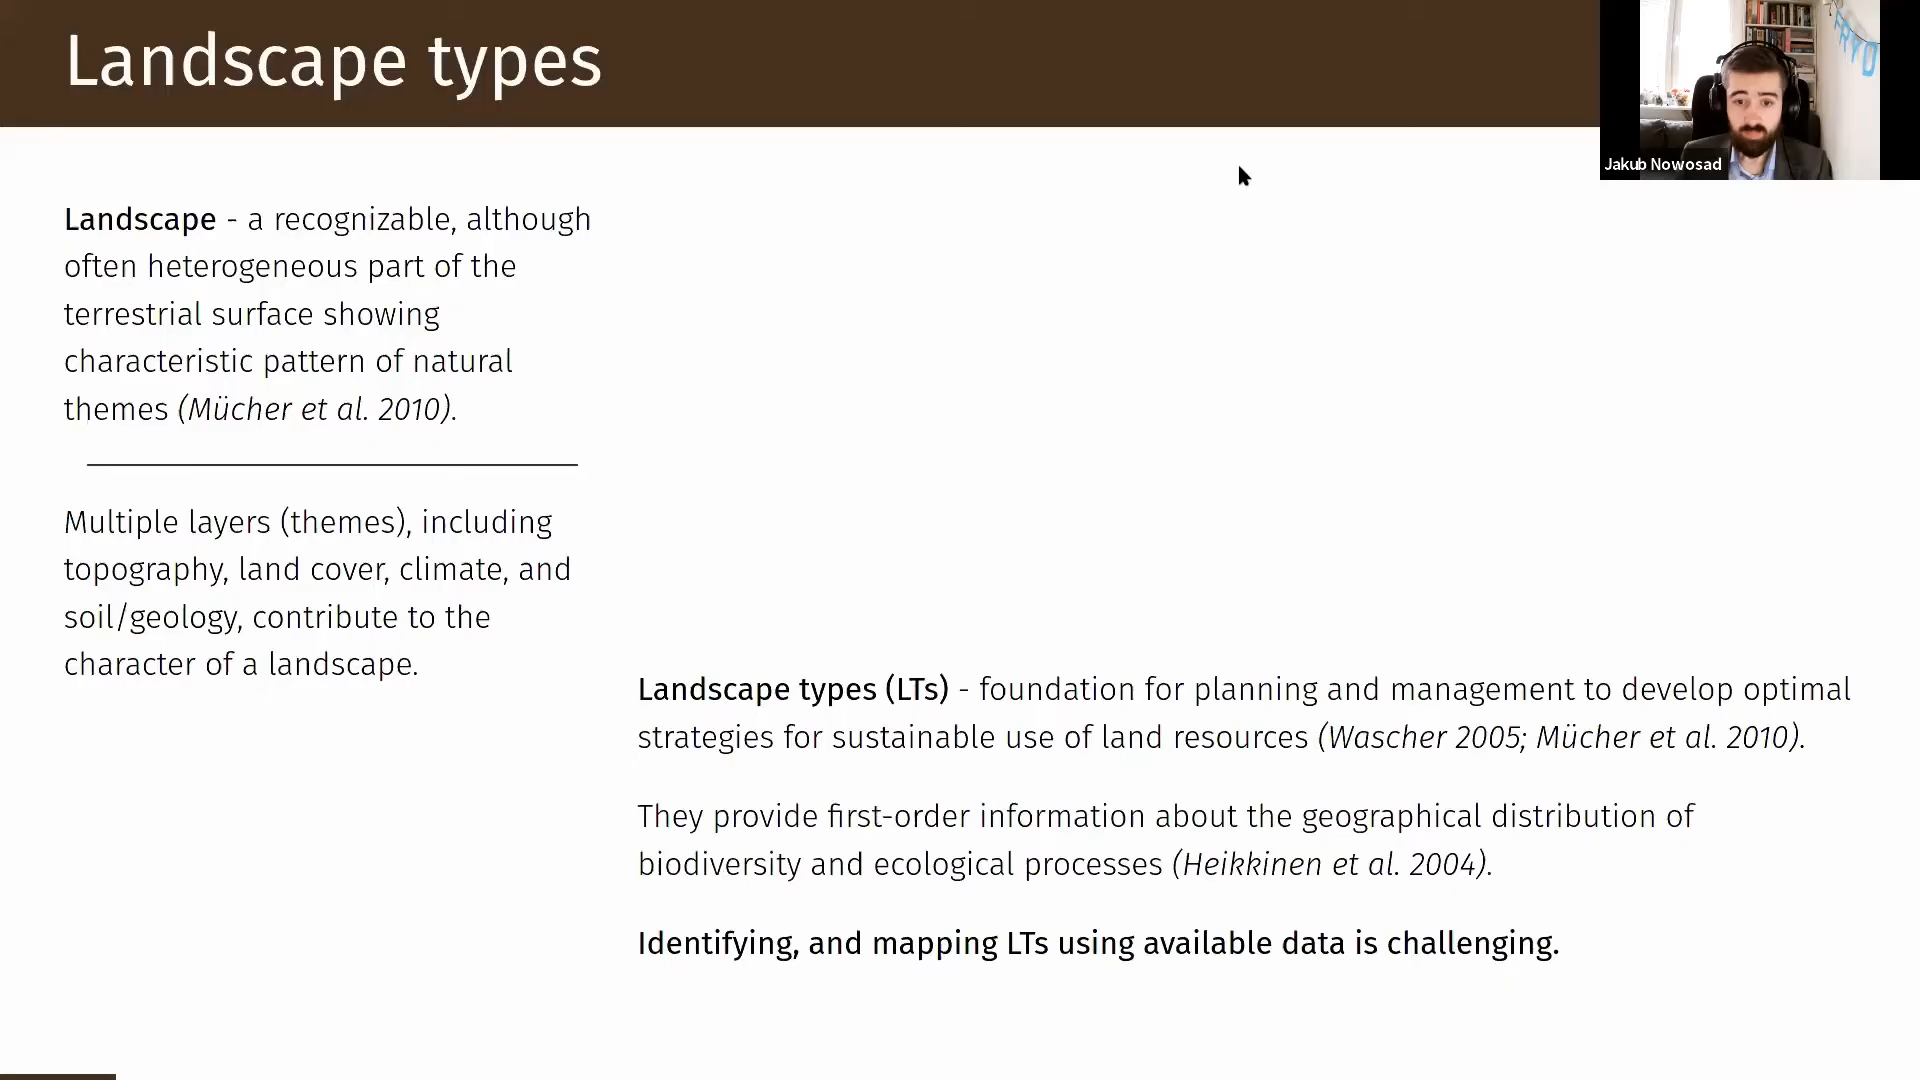 Landscape types
Jakub Nowosad
Landscape - a recognizable, although
often heterogeneous part of the
terrestrial surface showing
characteristic pattern of natural
themes (Mücher et al. 2010).
Multiple layers (themes), including
topography, land cover, climate, and
soil/geology, contribute to the
character of a landscape.
Landscape types (LTs) - foundation for planning and management to develop optimal
strategies for sustainable use of land resources (Wascher 2005; Mücher et al. 2010).
They provide first-order information about the geographical distribution of
biodiversity and ecological processes (Heikkinen et al. 2004).
Identifying, and mapping LTs using available data is challenging.